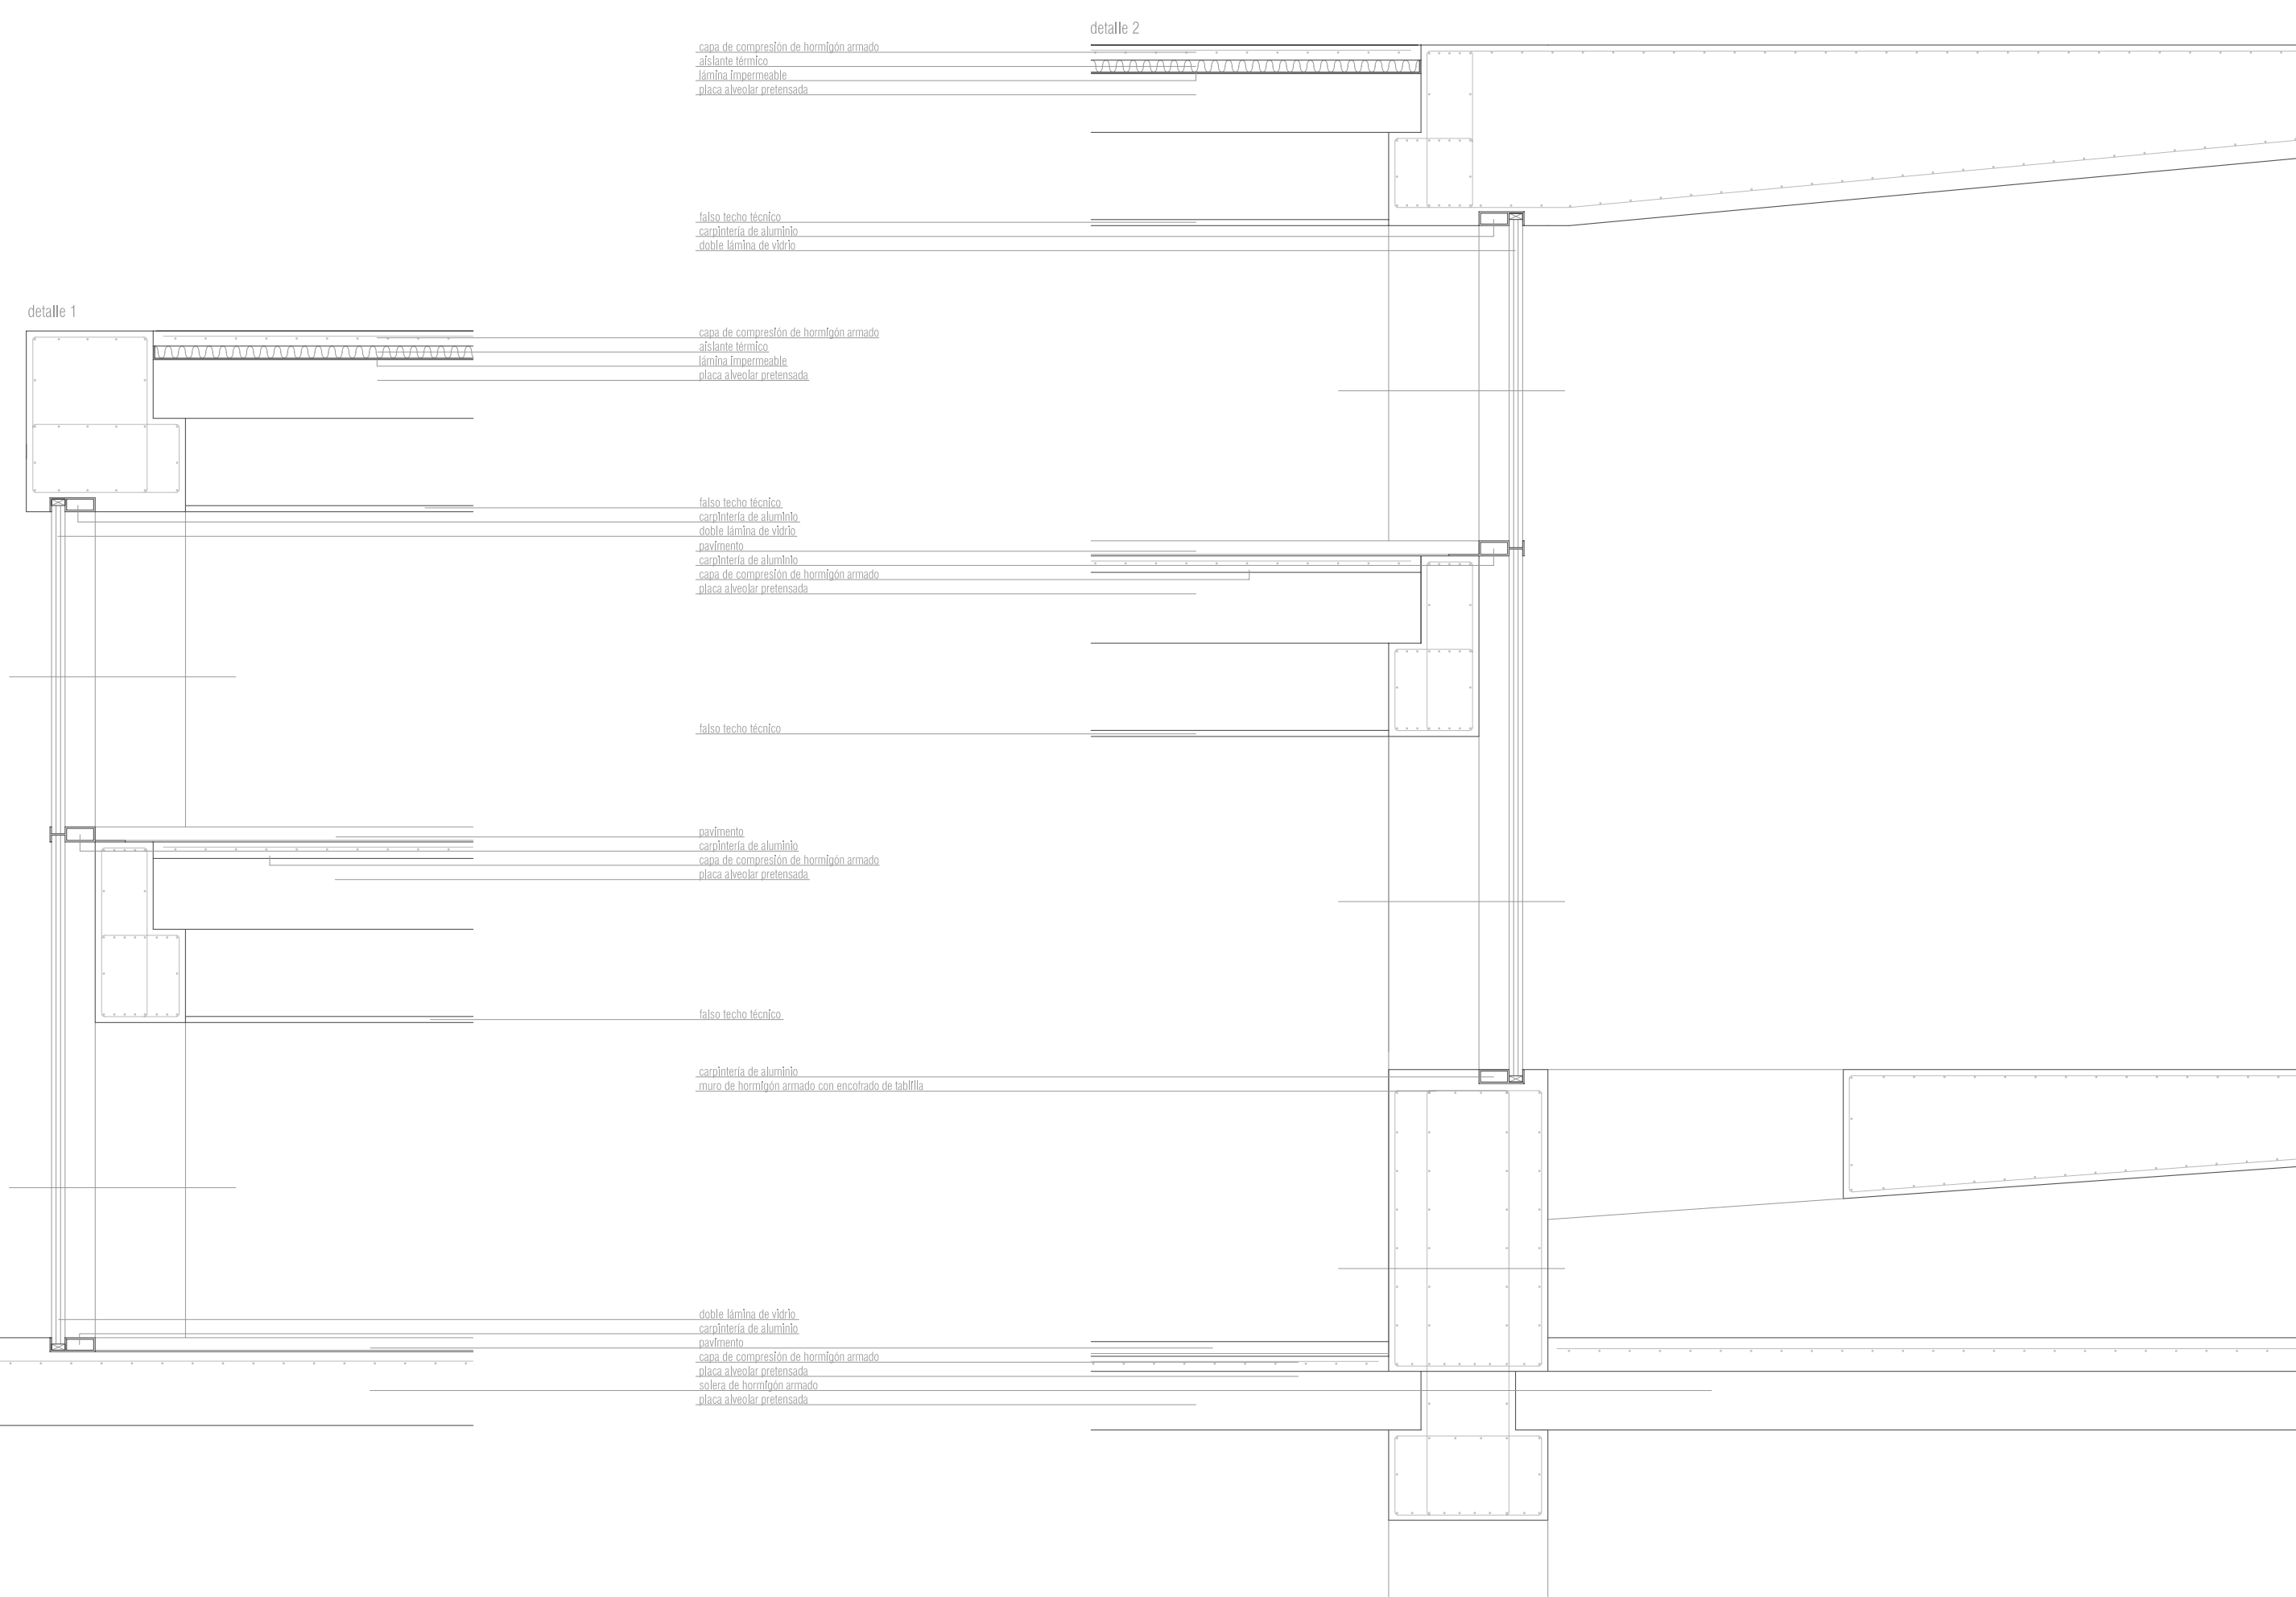 detalle 2
capa de compresión de hormigón armado
aislante térmico
lámina impermeable
placa alveolar pretensada
falso techo técnico
carpintería de aluminio
doble lámina de vidrio
detalle 1
capa de compresión de hormigón armado
aislante térmico
lámina impermeable
placa alveolar pretensada
falso techo técnico
carpintería de aluminio
doble lámina de vidrio
pavimento
carpintería de aluminio
capa de compresión de hormigón armado
placa alveolar pretensada
falso techo técnico
pavimento
carpintería de aluminio
capa de compresión de hormigón armado
placa alveolar pretensada
falso techo técnico
carpintería de aluminio
muro de hormigón armado con encofrado de tablilla
doble lámina de vidrio
carpintería de aluminio
pavimento
capa de compresión de hormigón armado
placa alveolar pretensada
solera de hormigón armado
placa alveolar pretensada